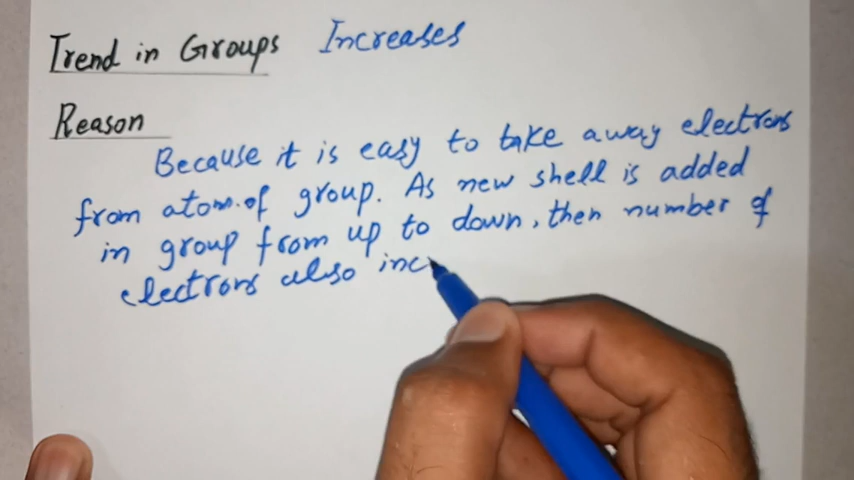 Trend in Groups Increases
Reason
Because it is easy to take away electrons
from atom.of group. As new shell is added
in group from up to down, then number of
electrons also inc